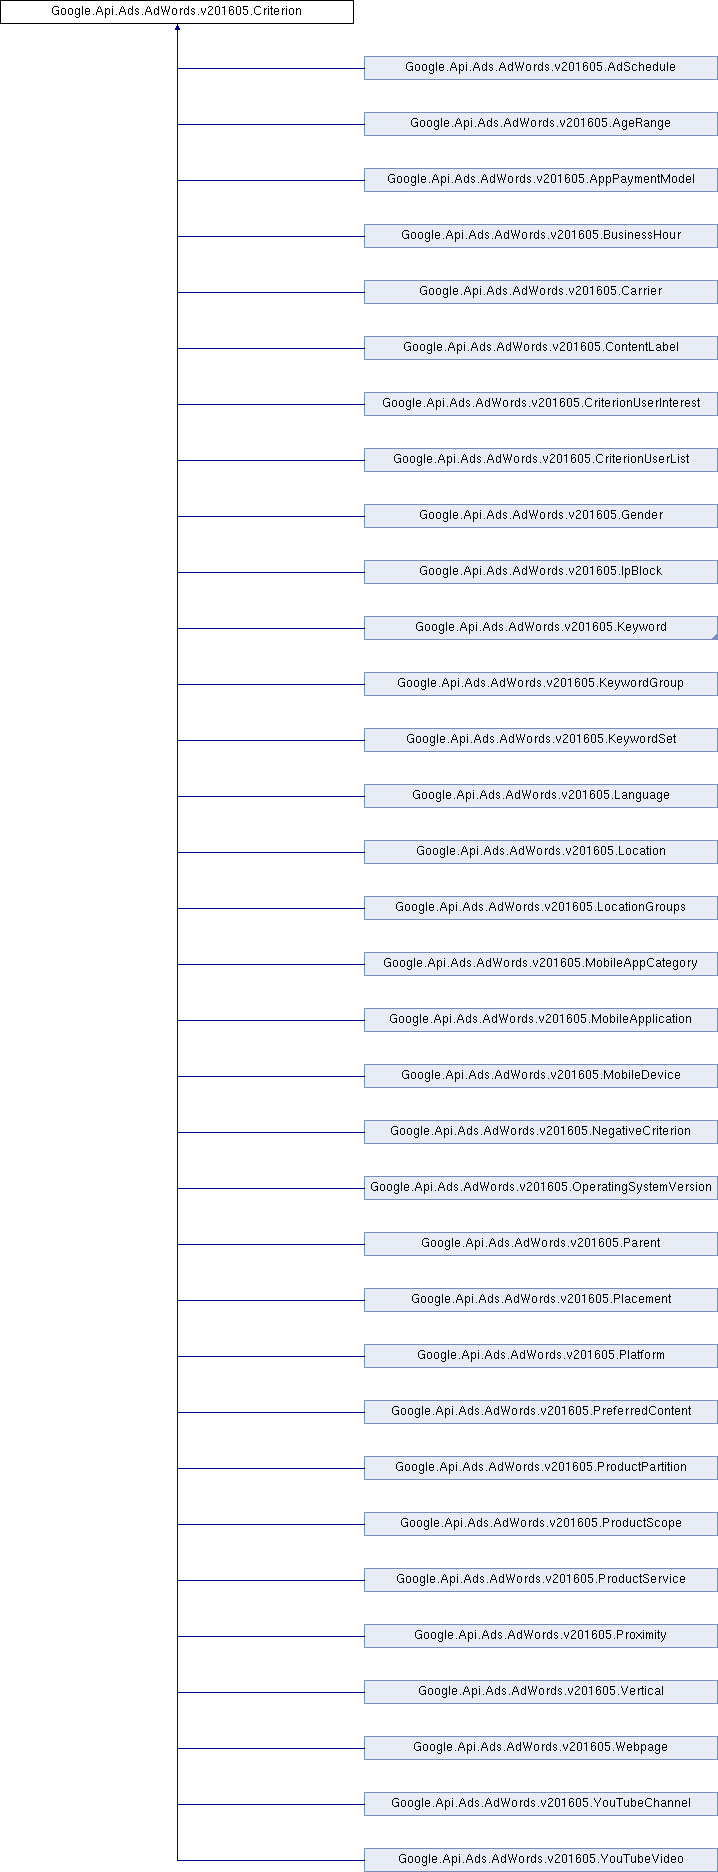 Google.Api.Ads.AdWords.v201605.Criterion
Google.Api.Ads.AdWords.v201605.AdSchedule
Google.Api.Ads.AdWords.v201605.AgeRange
Google.Api.Ads.AdWords.v201605.AppPaymentModel
Google.Api.Ads.AdWords.v201605.BusinessHour
Google.Api.Ads.AdWords.v201605.Carrier
Google.Api.Ads.AdWords.v201605.ContentLabel
Google.Api.Ads.AdWords.v201605.CriterionUserInterest
Google.Api.Ads.AdWords.v201605.CriterionUserList
Google.Api.Ads.AdWords.v201605.Gender
Google.Api.Ads.AdWords.v201605.IpBlock
Google.Api.Ads.AdWords.v201605.Keyword
Google.Api.Ads.AdWords.v201605.KeywordGroup
Google.Api.Ads.AdWords.v201605.KeywordSet
Google.Api.Ads.AdWords.v201605.Language
Google.Api.Ads.AdWords.v201605.Location
Google.Api.Ads.AdWords.v201605.LocationGroups
Google.Api.Ads.AdWords.v201605.MobileAppCategory
Google.Api.Ads.AdWords.v201605.MobileApplication
Google.Api.Ads.AdWords.v201605.MobileDevice
Google.Api.Ads.AdWords.v201605.NegativeCriterion
Google.Api.Ads.AdWords.v201605.OperatingSystemVersion
Google.Api.Ads.AdWords.v201605.Parent
Google.Api.Ads.AdWords.v201605.Placement
Google.Api.Ads.AdWords.v201605.Platform
Google.Api.Ads.AdWords.v201605.PreferredContent
Google.Api.Ads.AdWords.v201605.ProductPartition
Google.Api.Ads.AdWords.v201605.ProductScope
Google.Api.Ads.AdWords.v201605.ProductService
Google.Api.Ads.AdWords.v201605.Proximity
Google.Api.Ads.AdWords.v201605.Vertical
Google.Api.Ads.AdWords.v201605.Webpage
Google.Api.Ads.AdWords.v201605.YouTubeChannel
Google.Api.Ads.AdWords.v201605.YouTubeVideo